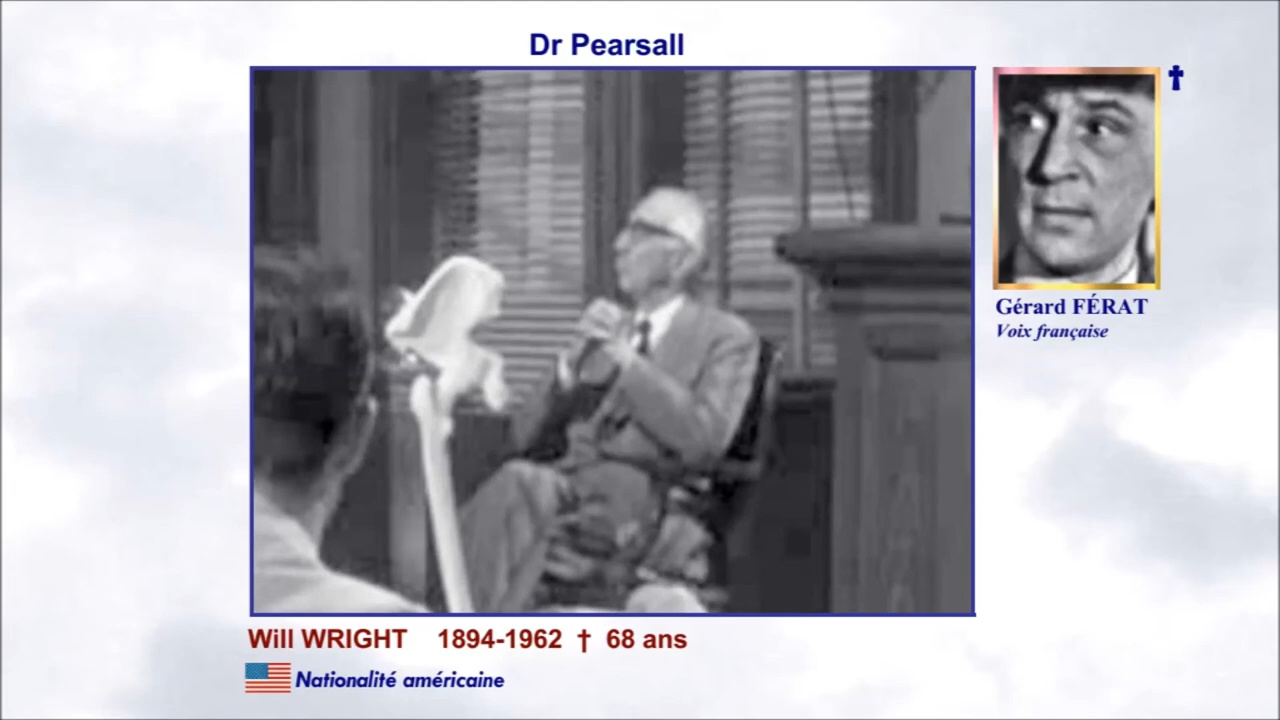 Dr Pearsall
✝
Gérard FÉRAT
Voix française
Will WRIGHT 1894-1962 † 68 ans
Nationalité américaine